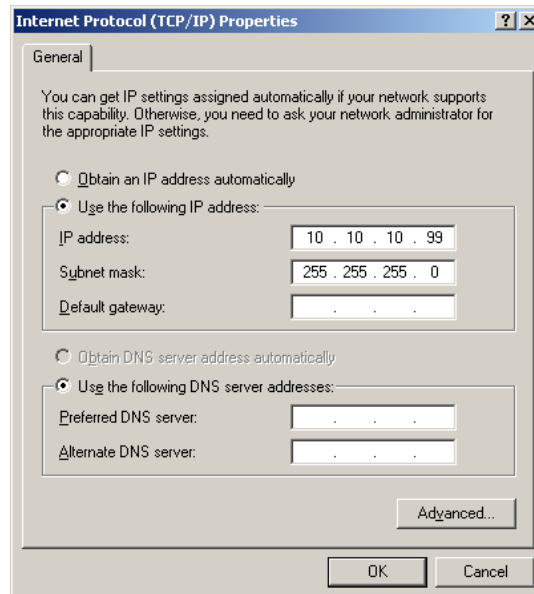 Internet Protocol (TCP/IP) Properties ? X
General
You can get IP settings assigned automatically if your network supports
this capability. Otherwise, you need to ask your network administrator for
the appropriate IP settings.
Obtain an IP address automatically
Use the following IP address:
IP address: 10 . 10 . 10 . 99
Subnet mask: 255 . 255 . 255 . 0
Default gateway: . . .
Obtain DNS server address automatically
Use the following DNS server addresses:
Preferred DNS server: . . .
Alternate DNS server: . . .
Advanced...
OK Cancel